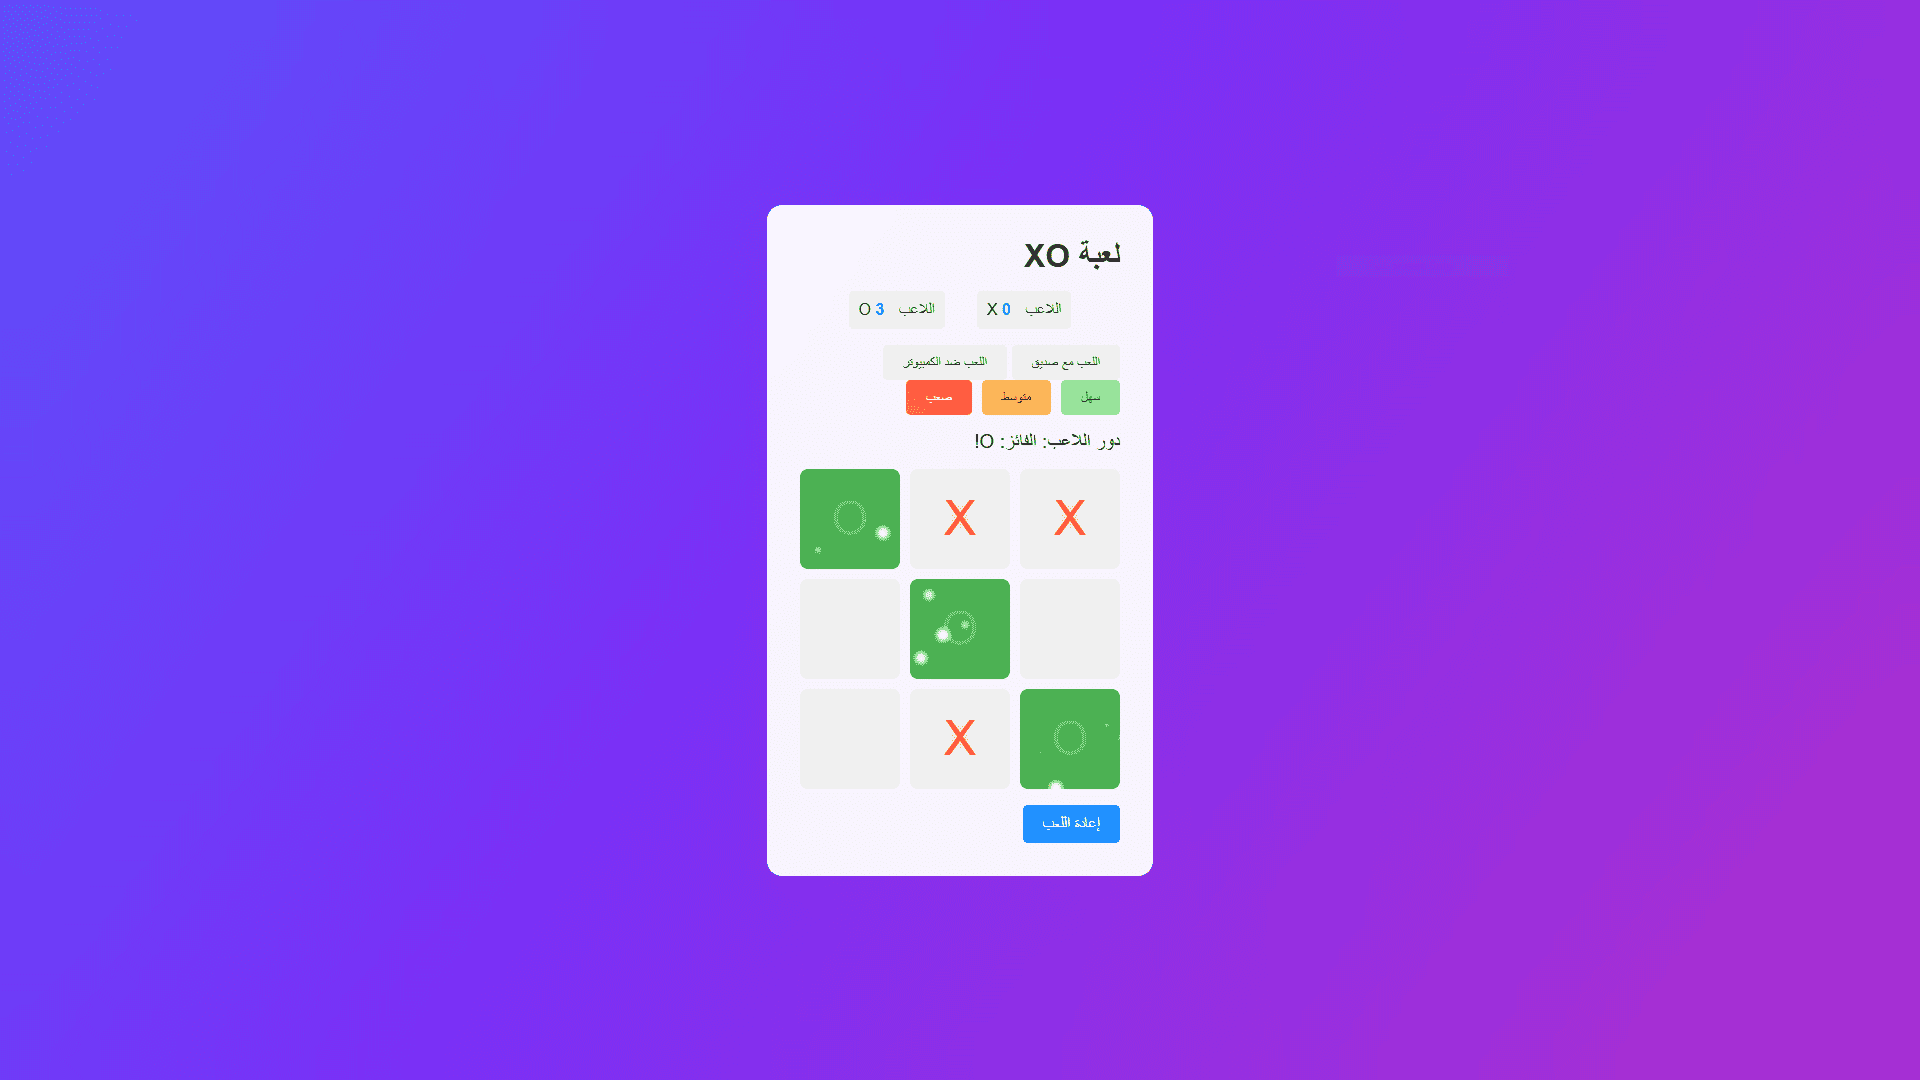 لعبة XO
اللاعب X 0
اللاعب O 3
اللعب مع صديق
اللعب ضد الكمبيوتر
سهل
متوسط
صعب
دور اللاعب: الفائز: O!
X
X
O
O
O
X
إعادة اللعب